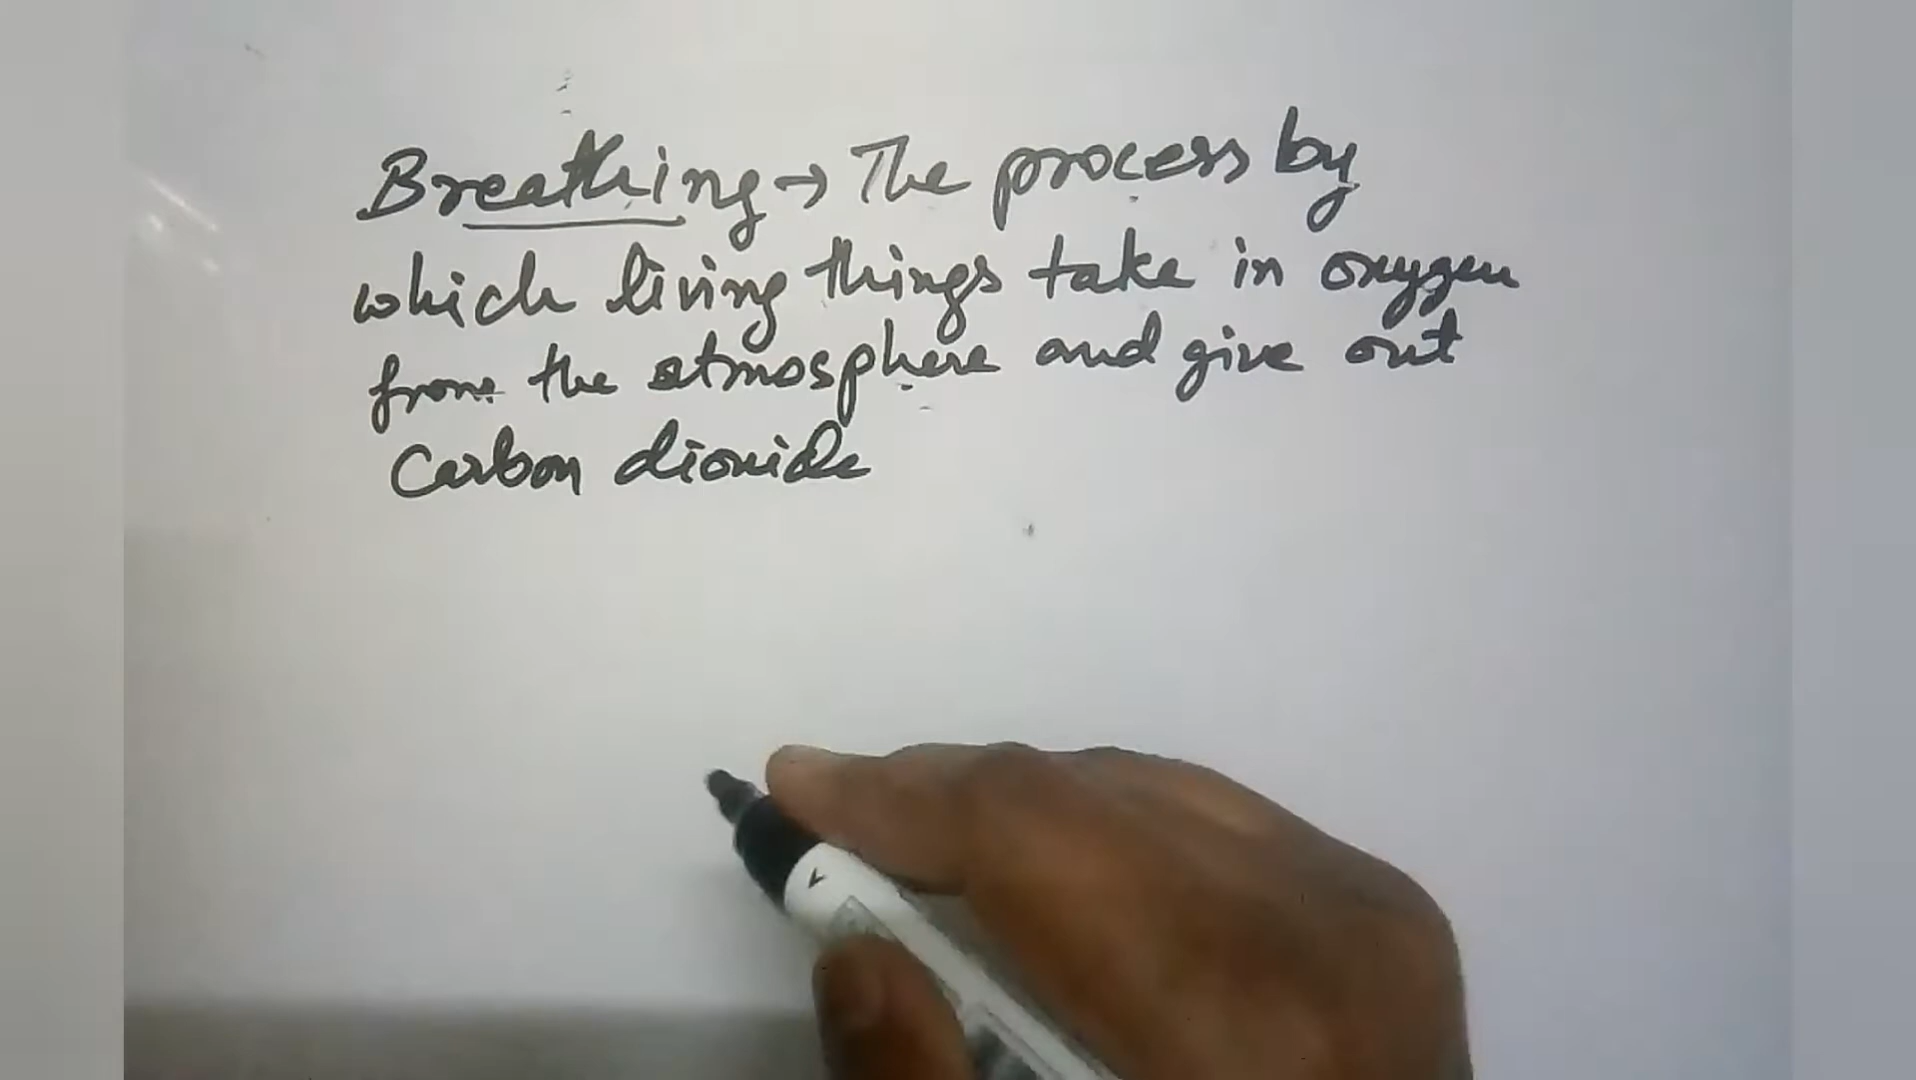 Breathing → The process by
which living things take in oxygen
from the atmosphere and give out
Carbon dioxide